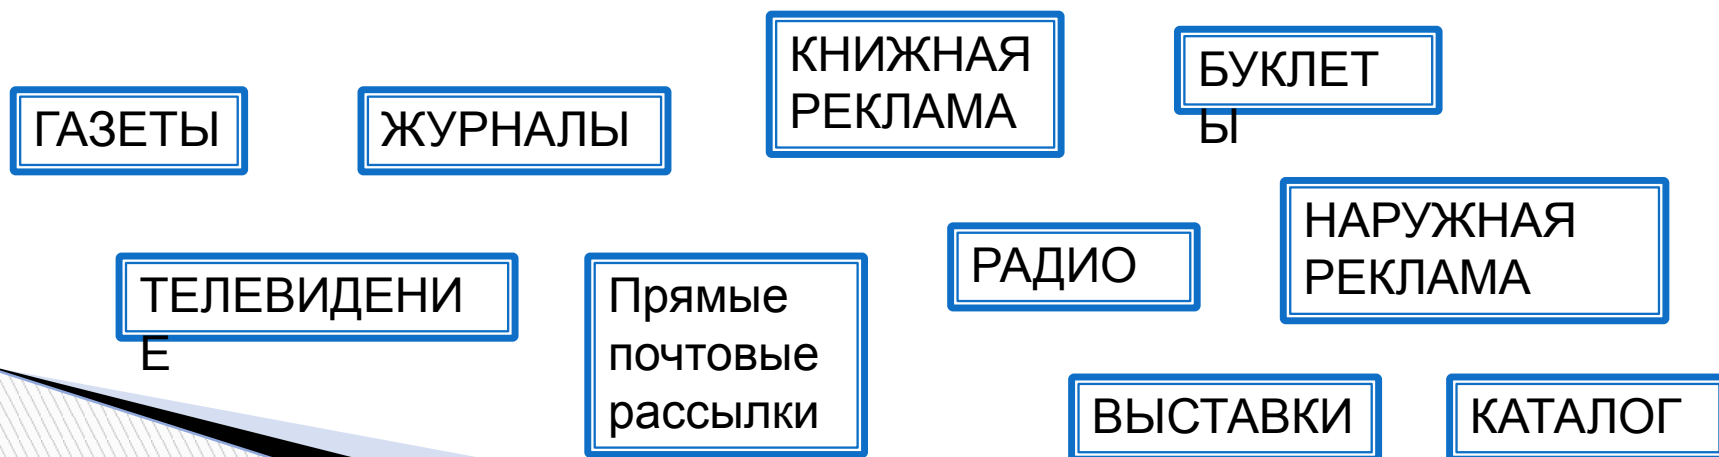 ГАЗЕТЫ
ЖУРНАЛЫ
КНИЖНАЯ
РЕКЛАМА
БУКЛЕТ
Ы
ТЕЛЕВИДЕНИ
Е
Прямые
почтовые
рассылки
РАДИО
НАРУЖНАЯ
РЕКЛАМА
ВЫСТАВКИ
КАТАЛОГ